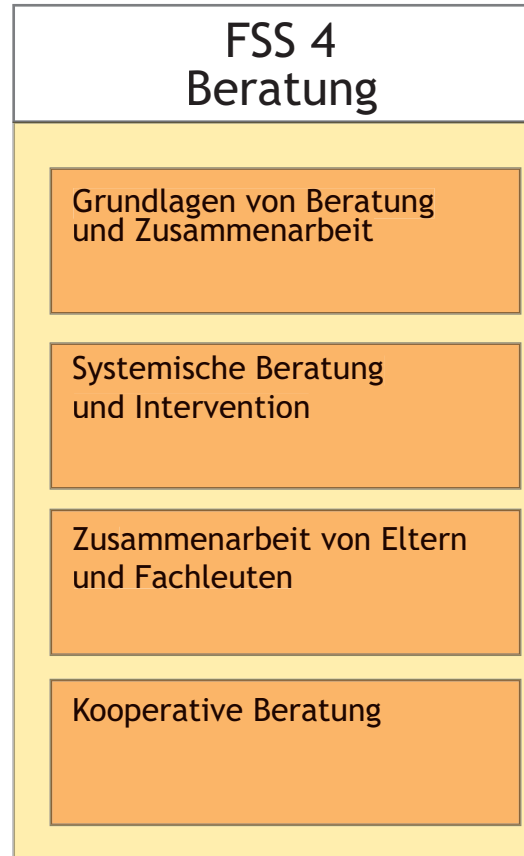 FSS 4
Beratung
Grundlagen von Beratung
und Zusammenarbeit
Systemische Beratung
und Intervention
Zusammenarbeit von Eltern
und Fachleuten
Kooperative Beratung